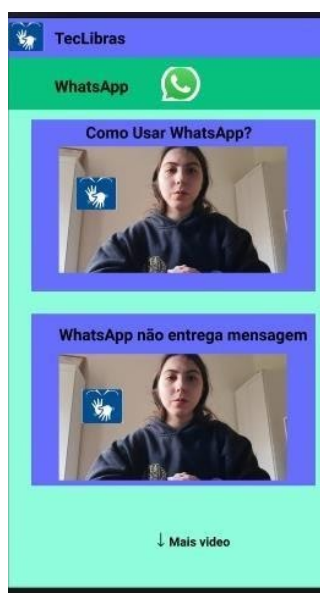 TecLibras
WhatsApp
Como Usar WhatsApp?
WhatsApp não entrega mensagem
↓ Mais video